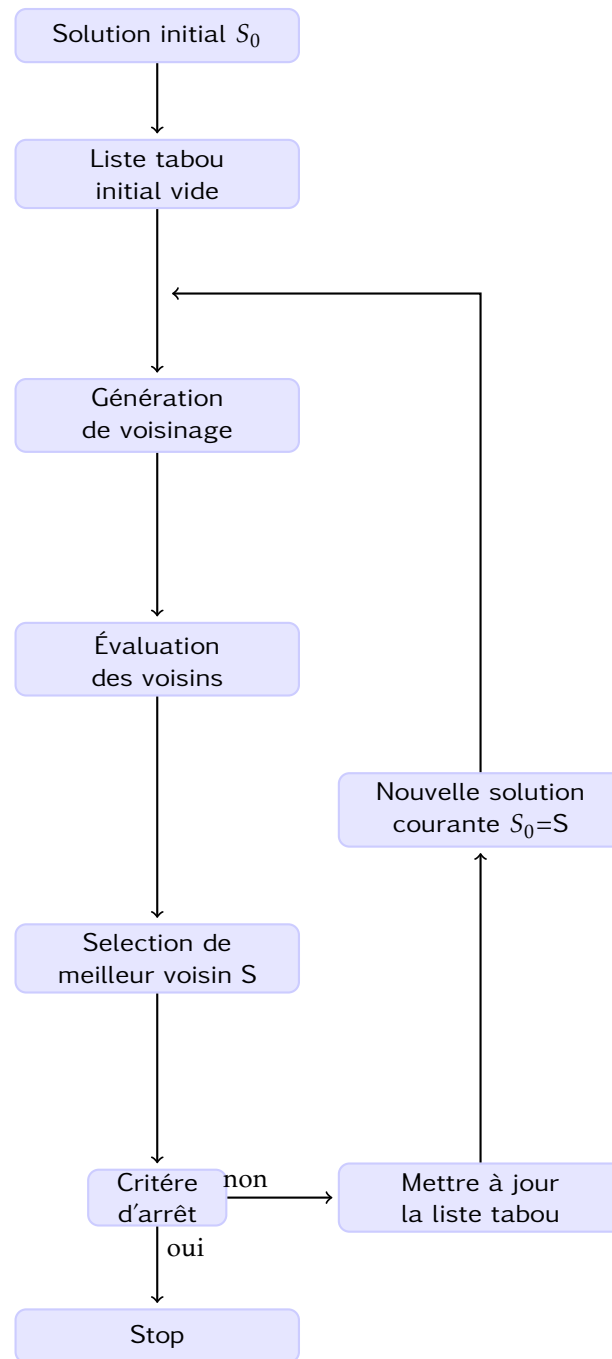 Solution initial S₀
Liste tabou
initial vide
Génération
de voisinage
Évaluation
des voisins
Nouvelle solution
courante S₀=S
Selection de
meilleur voisin S
Critére
d'arrêt
non
Mettre à jour
la liste tabou
oui
Stop